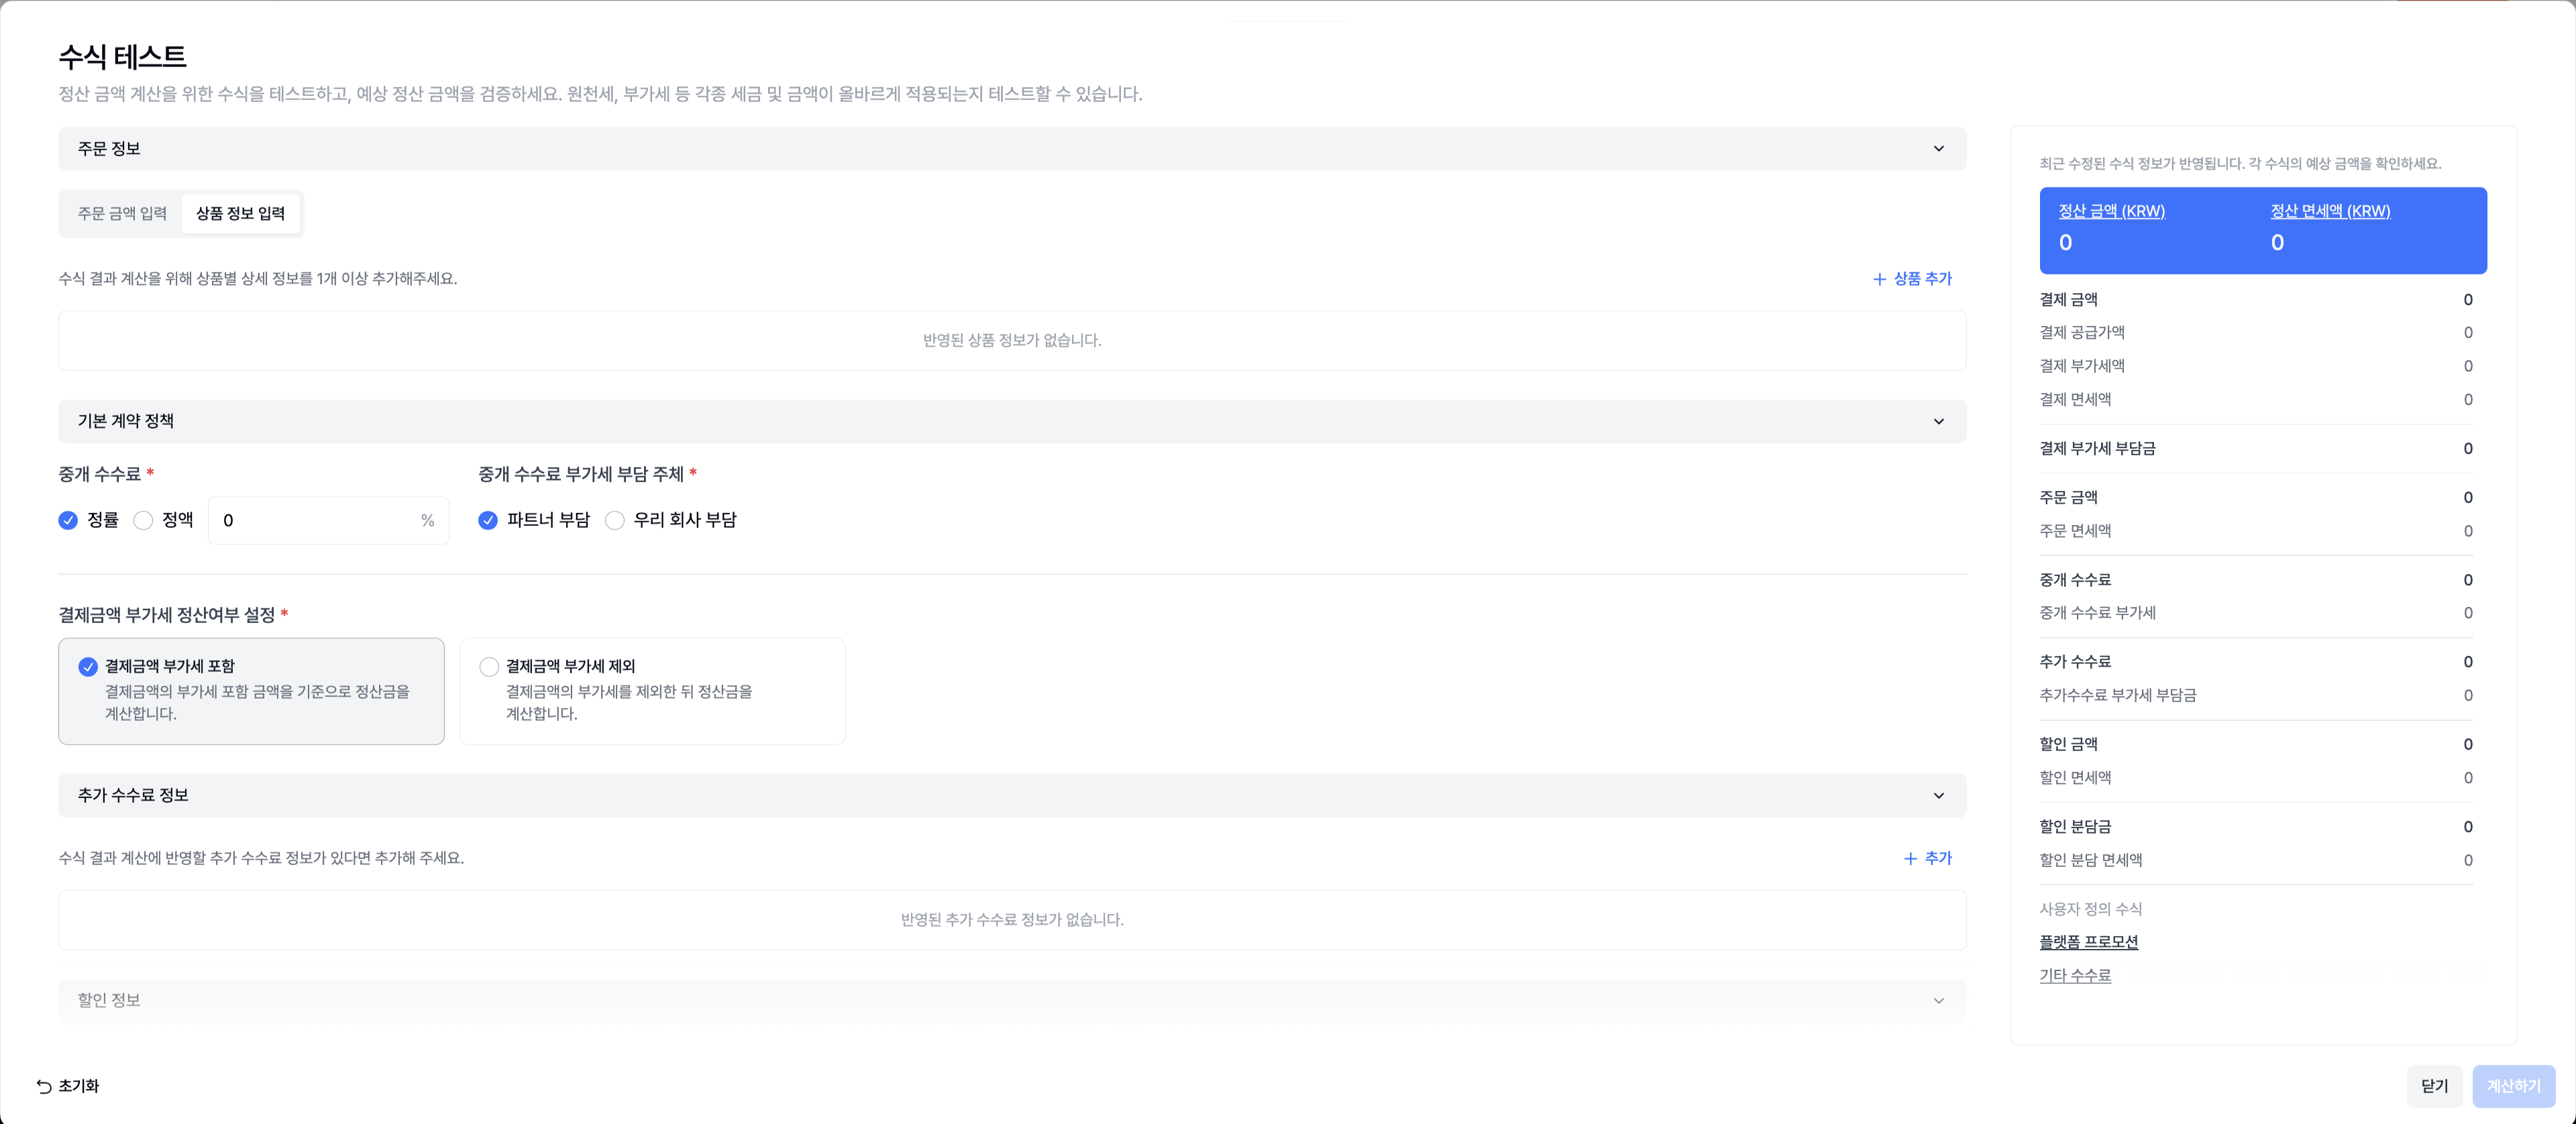 수식 테스트
정산 금액 계산을 위한 수식을 테스트하고, 예상 정산 금액을 검증하세요. 원천세, 부가세 등 각종 세금 및 금액이 올바르게 적용되는지 테스트할 수 있습니다.
주문 정보
주문 금액 입력 상품 정보 입력
수식 결과 계산을 위해 상품별 상세 정보를 1개 이상 추가해주세요.
+ 상품 추가
반영된 상품 정보가 없습니다.
기본 계약 정책
중개 수수료 *
정률 정액 0 %
중개 수수료 부가세 부담 주체 *
파트너 부담 우리 회사 부담
결제금액 부가세 정산여부 설정 *
결제금액 부가세 포함
결제금액의 부가세 포함 금액을 기준으로 정산금을
계산합니다.
결제금액 부가세 제외
결제금액의 부가세를 제외한 뒤 정산금을
계산합니다.
추가 수수료 정보
수식 결과 계산에 반영할 추가 수수료 정보가 있다면 추가해 주세요.
+ 추가
반영된 추가 수수료 정보가 없습니다.
할인 정보
최근 수정된 수식 정보가 반영됩니다. 각 수식의 예상 금액을 확인하세요.
정산 금액 (KRW) 정산 면세액 (KRW)
0 0
결제 금액 0
결제 공급가액 0
결제 부가세액 0
결제 면세액 0
결제 부가세 부담금 0
주문 금액 0
주문 면세액 0
중개 수수료 0
중개 수수료 부가세 0
추가 수수료 0
추가수수료 부가세 부담금 0
할인 금액 0
할인 면세액 0
할인 분담금 0
할인 분담 면세액 0
사용자 정의 수식
플랫폼 프로모션
기타 수수료
초기화
닫기 계산하기